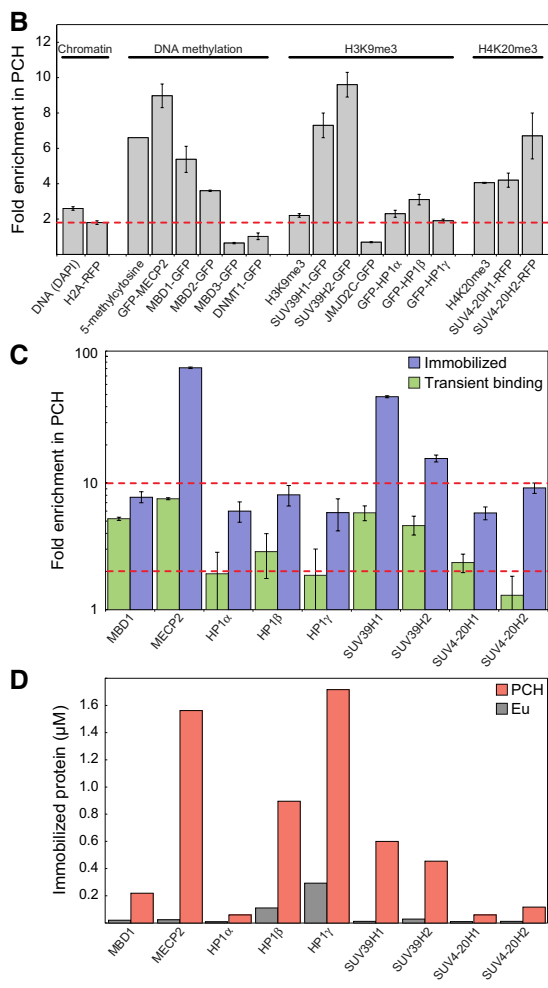 B
Fold enrichment in PCH
12
10
8
6
4
2
Chromatin
DNA methylation
H3K9me3
H4K20me3
DNA (DAPI)
H2A-RFP
5-methylcytosine
GFP-MECP2
MBD1-GFP
MBD2-GFP
MBD3-GFP
DNMT1-GFP
H3K9me3
SUV39H1-GFP
SUV39H2-GFP
JMJD2C-GFP
GFP-HP1α
GFP-HP1β
GFP-HP1γ
H4K20me3
SUV4-20H1-RFP
SUV4-20H2-RFP
C
Fold enrichment in PCH
100
10
1
Immobilized
Transient binding
MBD1
MECP2
HP1α
HP1β
HP1γ
SUV39H1
SUV39H2
SUV4-20H1
SUV4-20H2
D
Immobilized protein (μM)
1.6
1.4
1.2
1.0
0.8
0.6
0.4
0.2
PCH
Eu
MBD1
MECP2
HP1α
HP1β
HP1γ
SUV39H1
SUV39H2
SUV4-20H1
SUV4-20H2